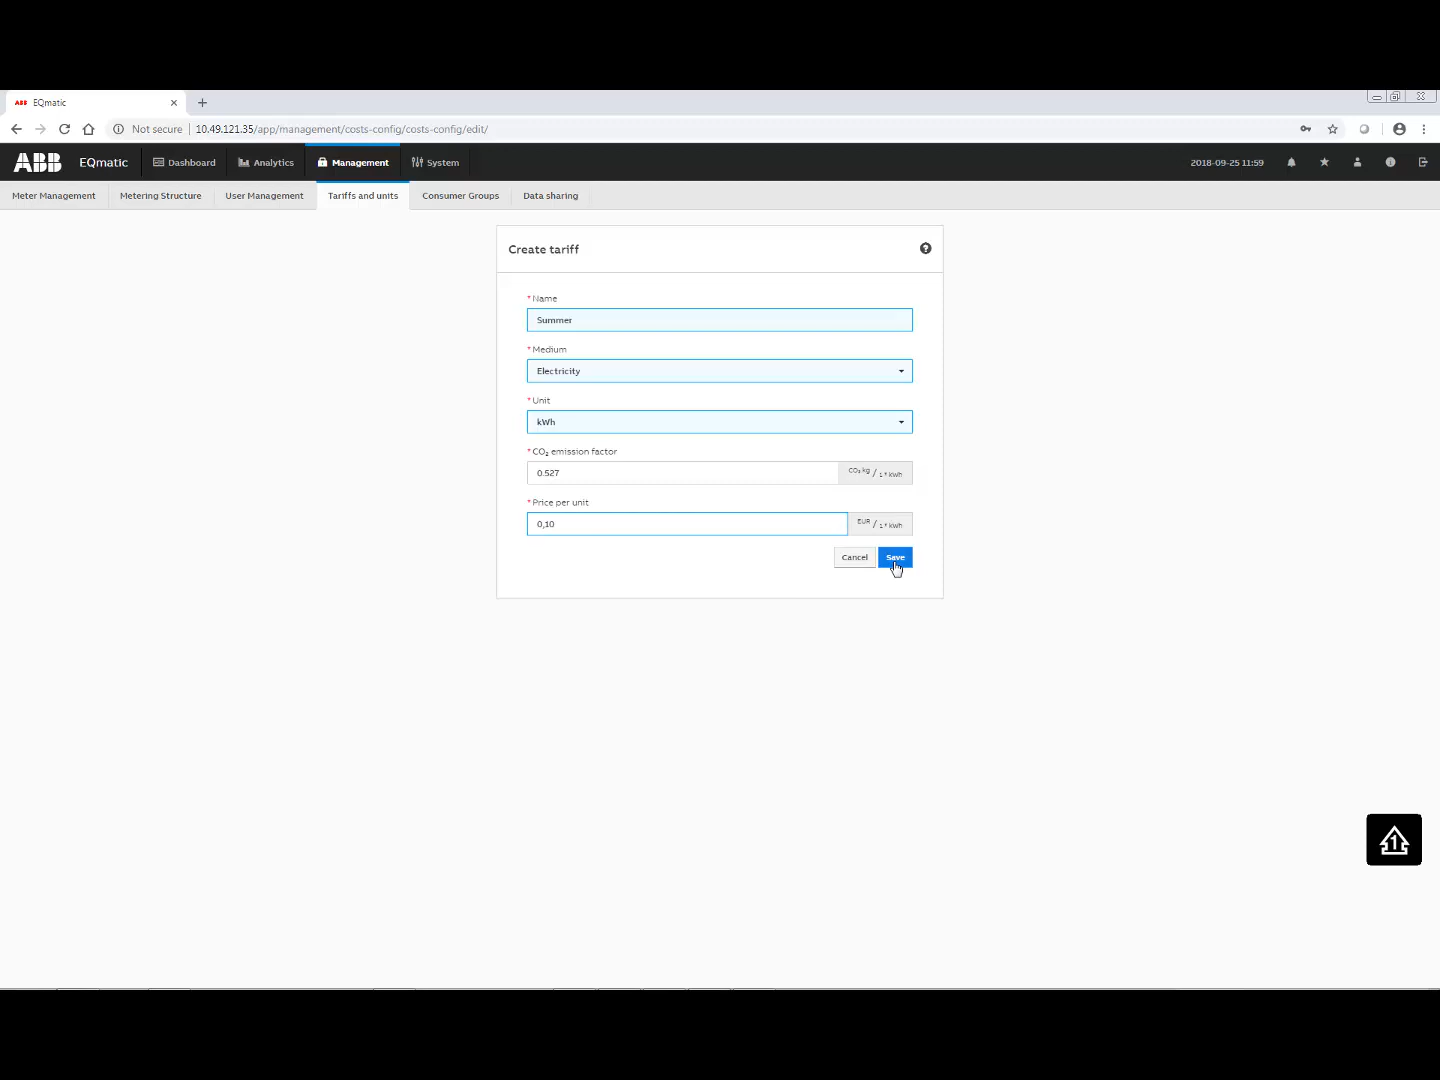 ABB EQmatic
Not secure 10.49.121.35/app/management/costs-config/costs-config/edit/
ABB EQmatic Dashboard Analytics Management System 2018-09-25 11:59
Meter Management Metering Structure User Management Tariffs and units Consumer Groups Data sharing
Create tariff
* Name
Summer
* Medium
Electricity
* Unit
kWh
* CO₂ emission factor
0.527 CO₂ kg / 1 * kWh
* Price per unit
0,10 EUR / 1 * kWh
Cancel Save
1